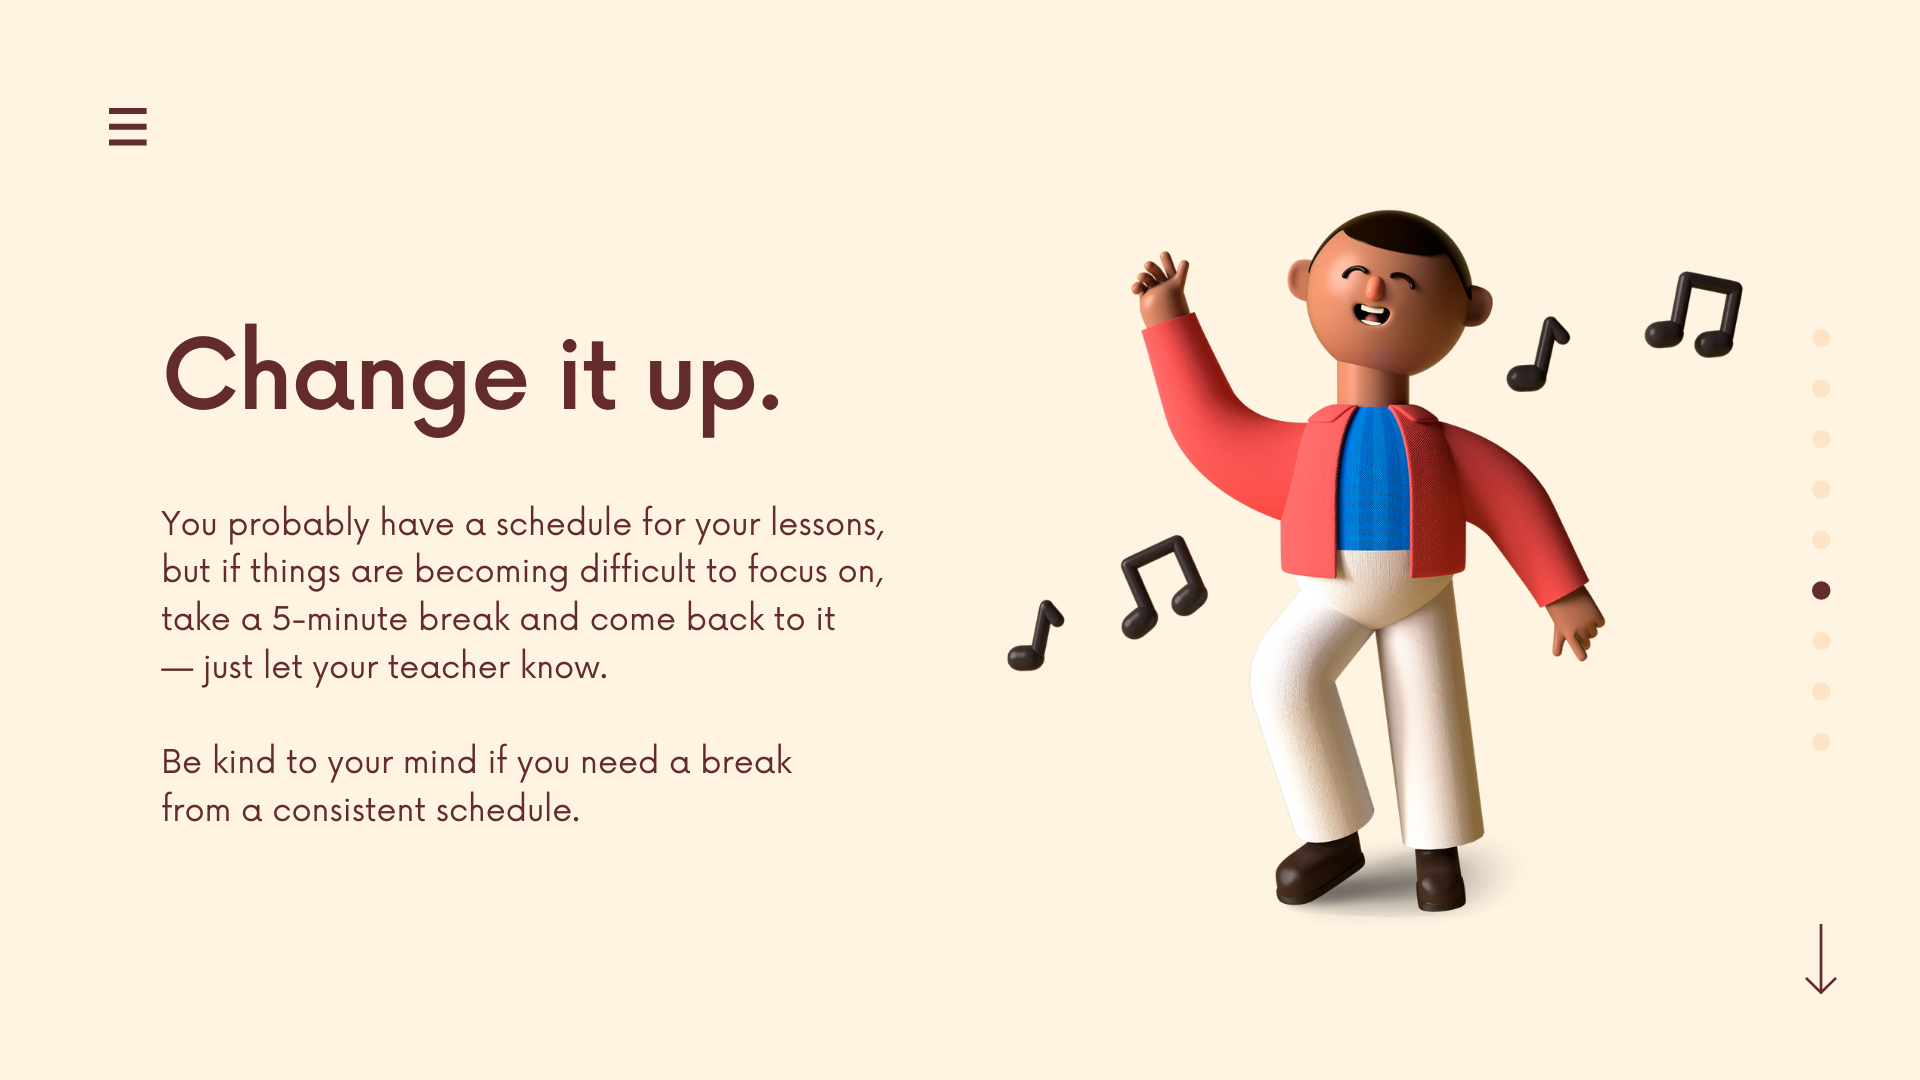 Change it up.
You probably have a schedule for your lessons,
but if things are becoming difficult to focus on,
take a 5-minute break and come back to it
— just let your teacher know.
Be kind to your mind if you need a break
from a consistent schedule.